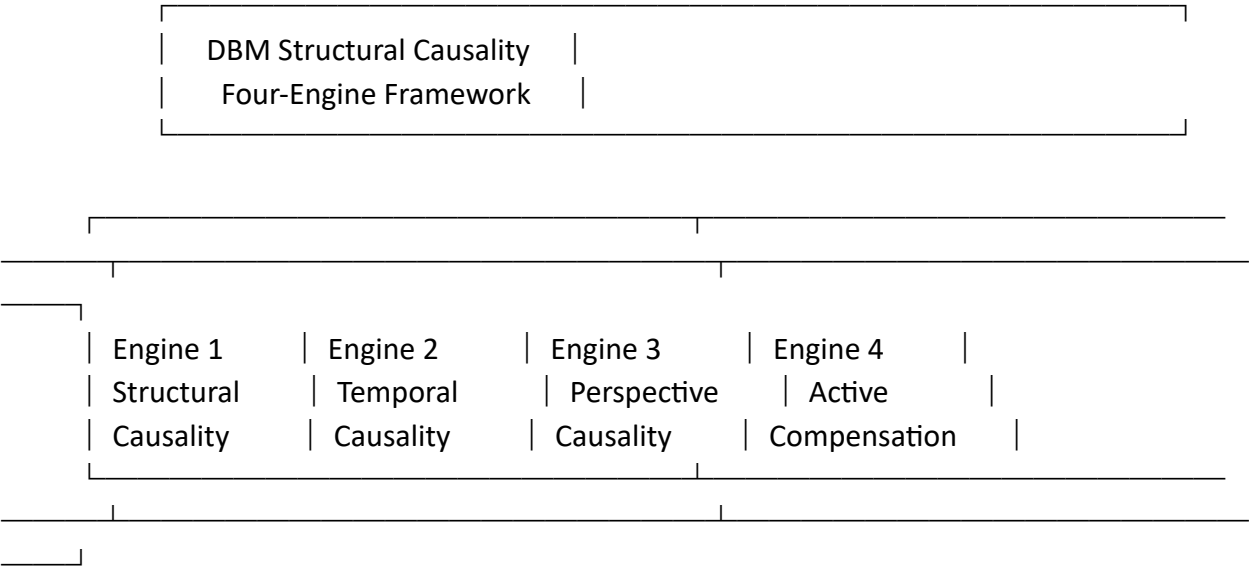 DBM Structural Causality
Four-Engine Framework
Engine 1 Engine 2 Engine 3 Engine 4
Structural Temporal Perspective Active
Causality Causality Causality Compensation